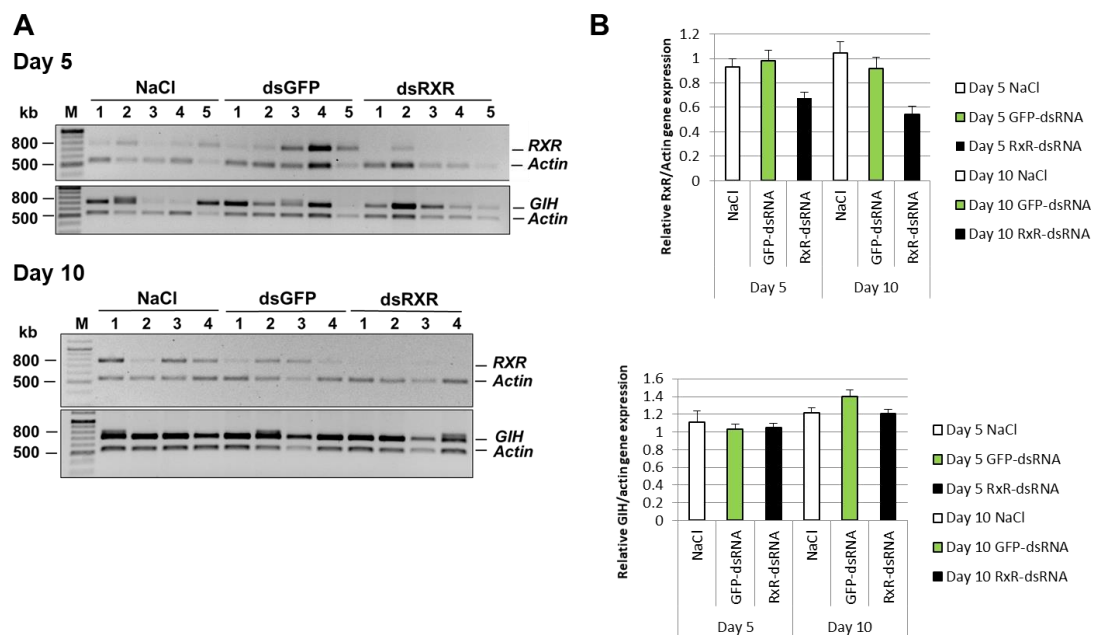 A
Day 5
NaCl dsGFP dsRXR
kb M 1 2 3 4 5 1 2 3 4 5 1 2 3 4 5
800 RXR
500 Actin
800 GIH
500 Actin
Day 10
NaCl dsGFP dsRXR
kb M 1 2 3 4 1 2 3 4 1 2 3 4
800 RXR
500 Actin
800 GIH
500 Actin
B
Relative RxR/Actin gene expression
1.2
1
0.8
0.6
0.4
0.2
0
NaCl GFP-dsRNA RxR-dsRNA NaCl GFP-dsRNA RxR-dsRNA
Day 5 Day 10
Day 5 NaCl
Day 5 GFP-dsRNA
Day 5 RxR-dsRNA
Day 10 NaCl
Day 10 GFP-dsRNA
Day 10 RxR-dsRNA
Relative GIH/actin gene expression
1.6
1.4
1.2
1
0.8
0.6
0.4
0.2
0
NaCl GFP-dsRNA RxR-dsRNA NaCl GFP-dsRNA RxR-dsRNA
Day 5 Day 10
Day 5 NaCl
Day 5 GFP-dsRNA
Day 5 RxR-dsRNA
Day 10 NaCl
Day 10 GFP-dsRNA
Day 10 RxR-dsRNA